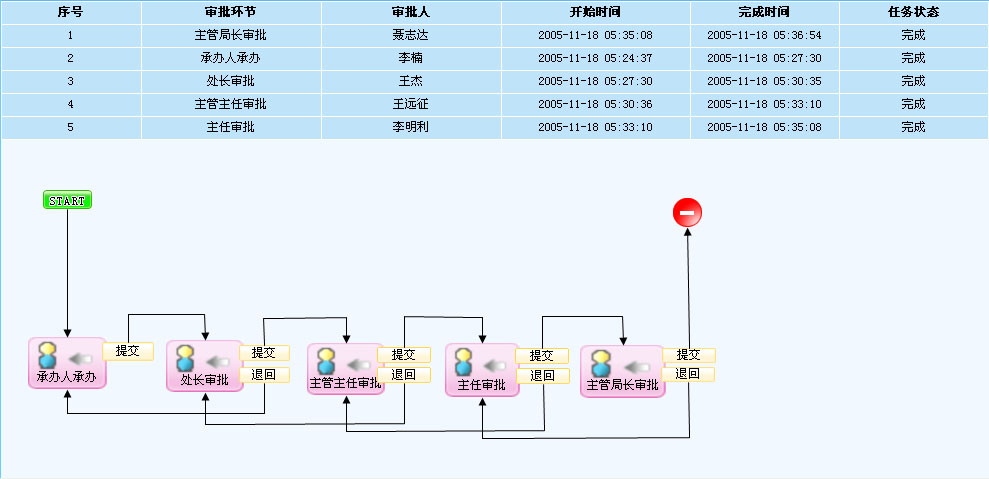 序号 审批环节 审批人 开始时间 完成时间 任务状态
1 主管局长审批 聂志达 2005-11-18 05:35:08 2005-11-18 05:36:54 完成
2 承办人承办 李楠 2005-11-18 05:24:37 2005-11-18 05:27:30 完成
3 处长审批 王杰 2005-11-18 05:27:30 2005-11-18 05:30:35 完成
4 主管主任审批 王远征 2005-11-18 05:30:36 2005-11-18 05:33:10 完成
5 主任审批 李明利 2005-11-18 05:33:10 2005-11-18 05:35:08 完成
START
提交 提交 提交 提交 提交
退回 退回 退回 退回
承办人承办 处长审批 主管主任审批 主任审批 主管局长审批